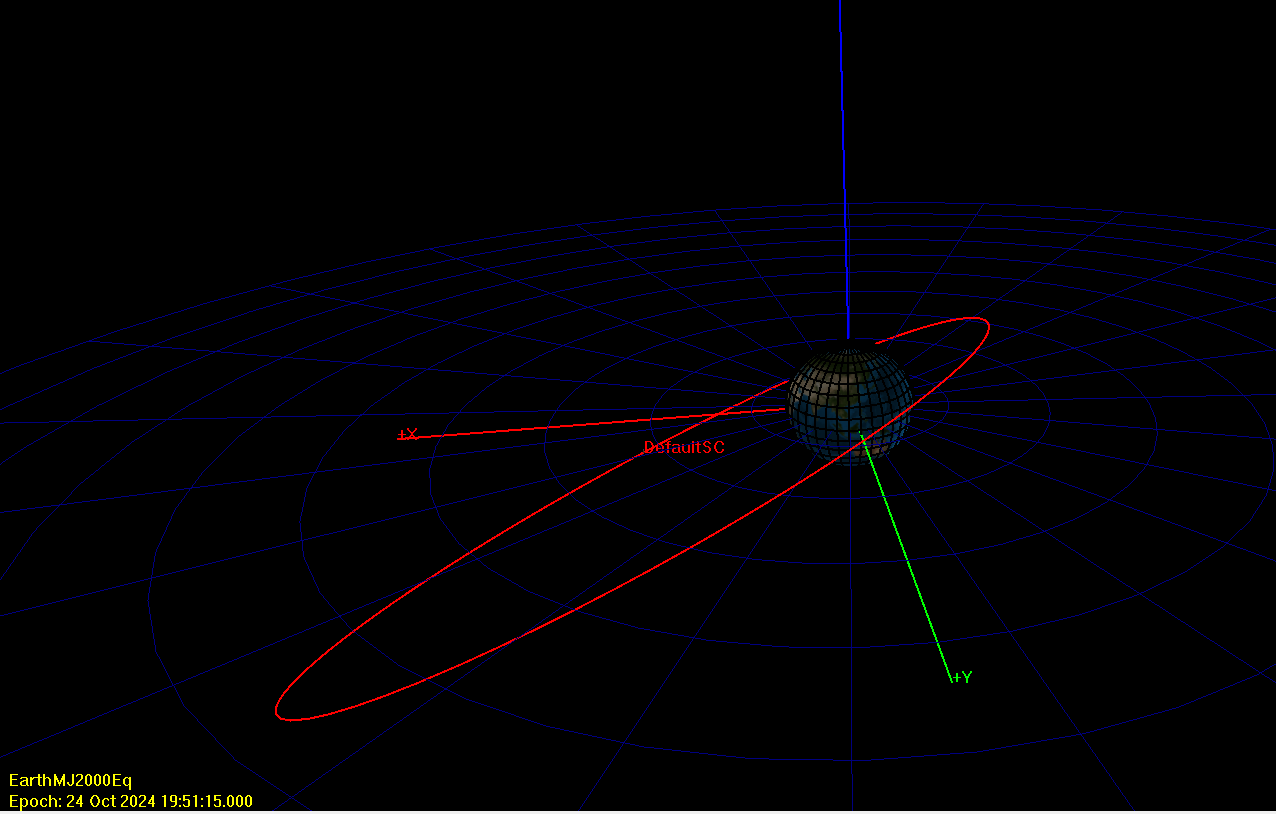 +X
DefaultSC
+Y
EarthMJ2000Eq
Epoch: 24 Oct 2024 19:51:15.000